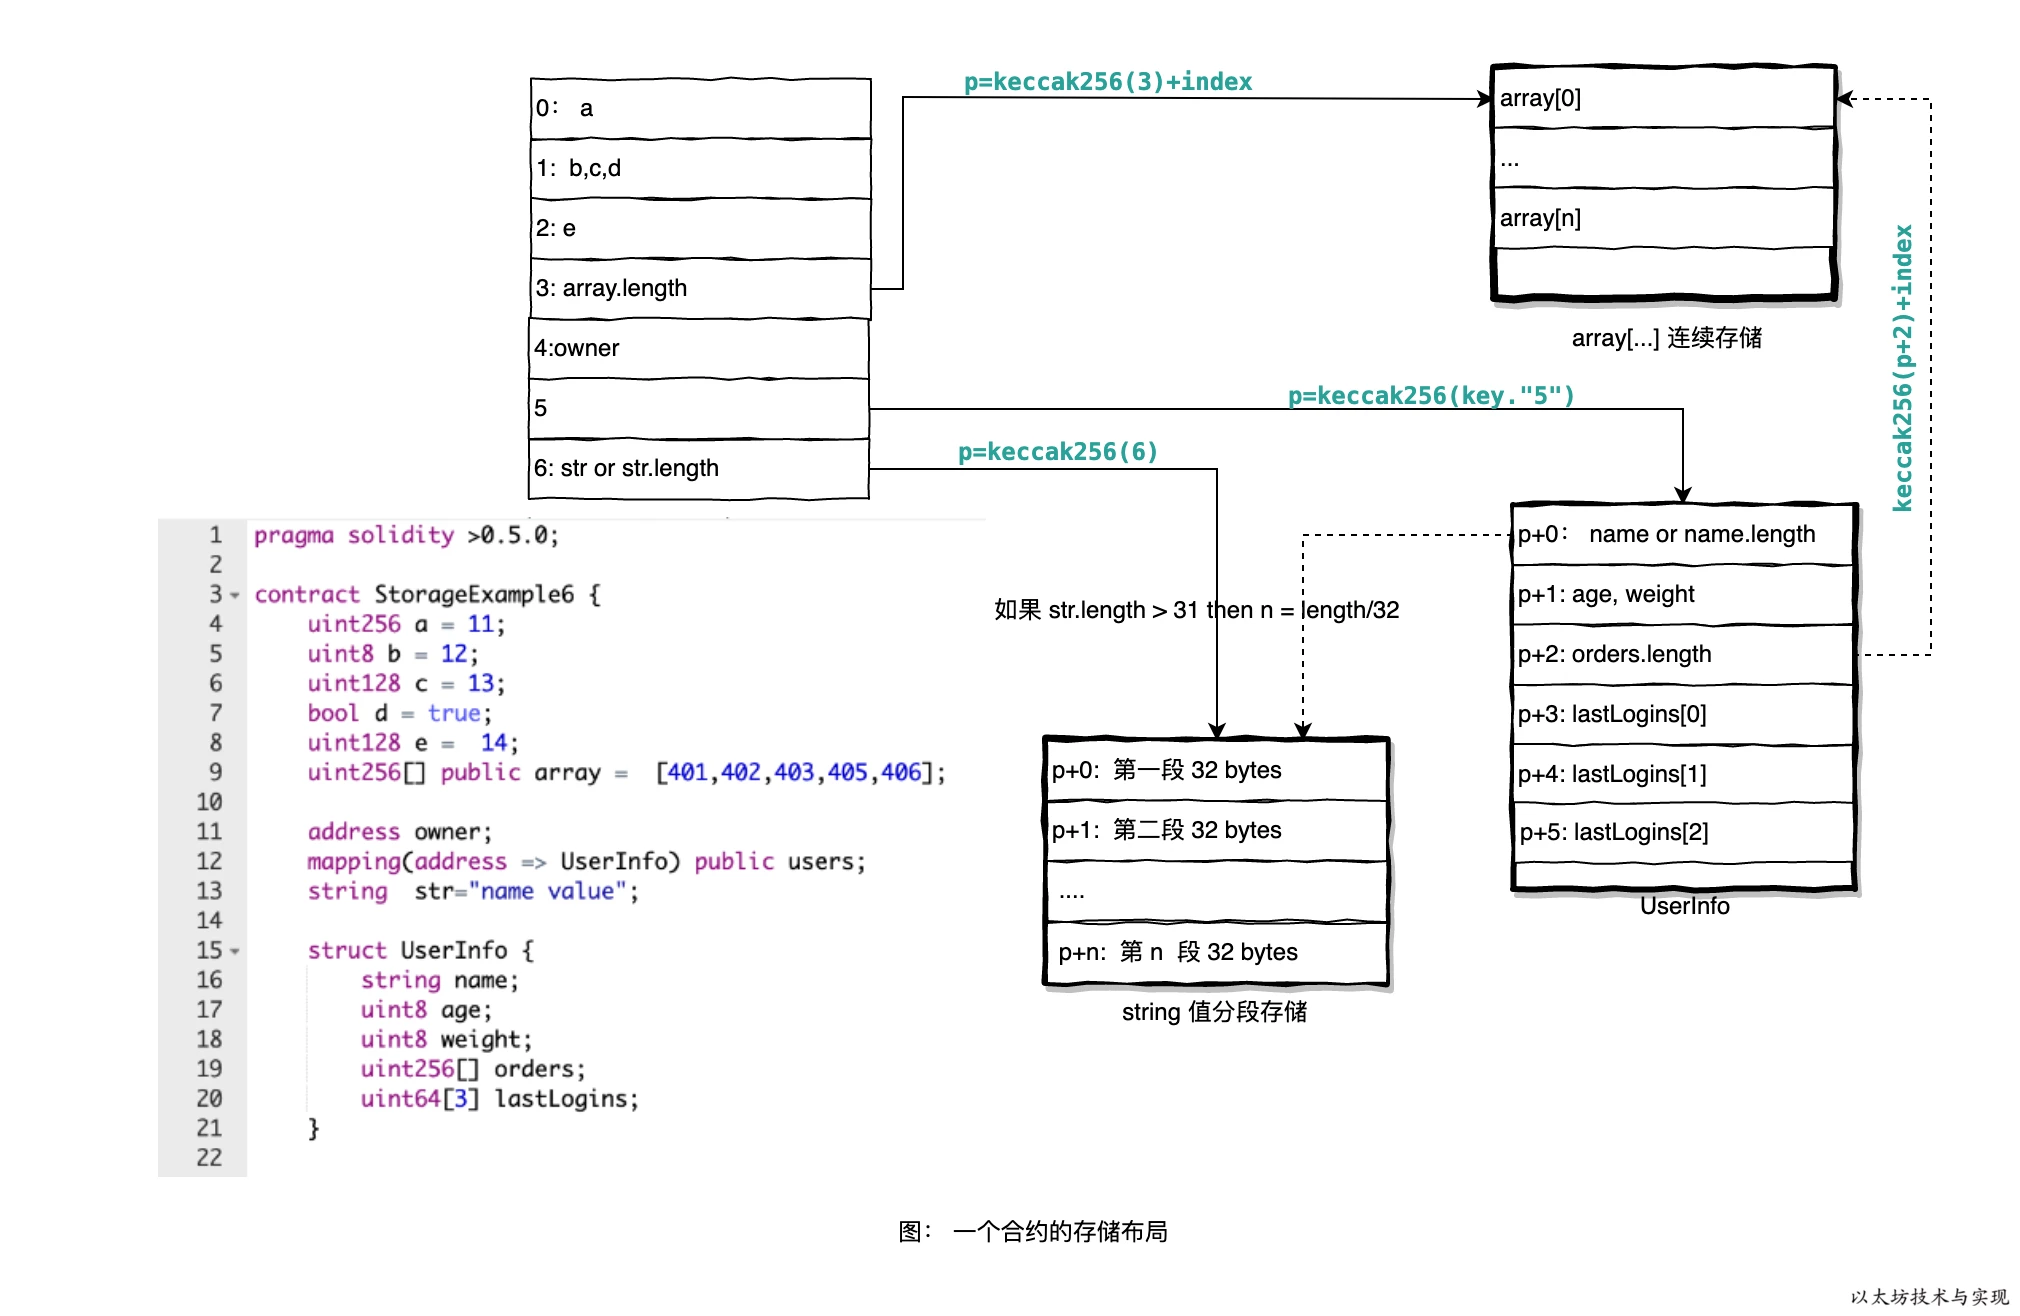 0:  a
1:  b,c,d
2: e
3: array.length
4:owner
5
6: str or str.length
p=keccak256(3)+index
array[0]
...
array[n]
array[...] 连续存储
p=keccak256(key."5")
keccak256(p+2)+index
p=keccak256(6)
p+0:  name or name.length
p+1: age, weight
p+2: orders.length
p+3: lastLogins[0]
p+4: lastLogins[1]
p+5: lastLogins[2]
UserInfo
如果 str.length > 31 then n = length/32
p+0:  第一段 32 bytes
p+1:  第二段 32 bytes
....
p+n:  第 n  段 32 bytes
string 值分段存储
1 pragma solidity >0.5.0;
2
3 contract StorageExample6 {
4     uint256 a = 11;
5     uint8 b = 12;
6     uint128 c = 13;
7     bool d = true;
8     uint128 e =  14;
9     uint256[] public array =  [401,402,403,405,406];
10
11     address owner;
12     mapping(address => UserInfo) public users;
13     string  str="name value";
14
15     struct UserInfo {
16         string name;
17         uint8 age;
18         uint8 weight;
19         uint256[] orders;
20         uint64[3] lastLogins;
21     }
22
图:  一个合约的存储布局
以太坊技术与实现